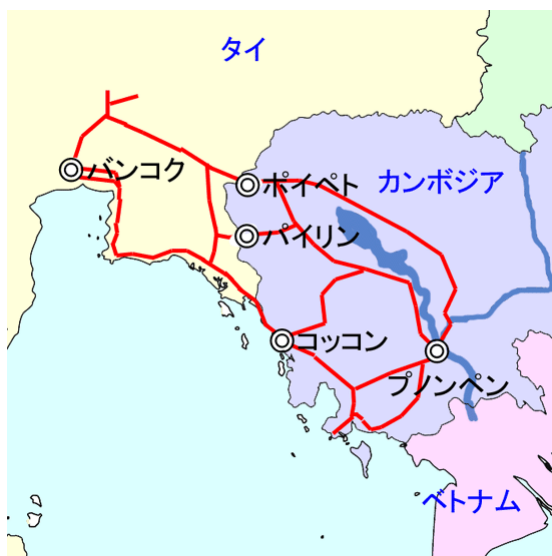 タイ
バンコク
ポイペト
カンボジア
パイリン
コッコン
プノンペン
ベトナム